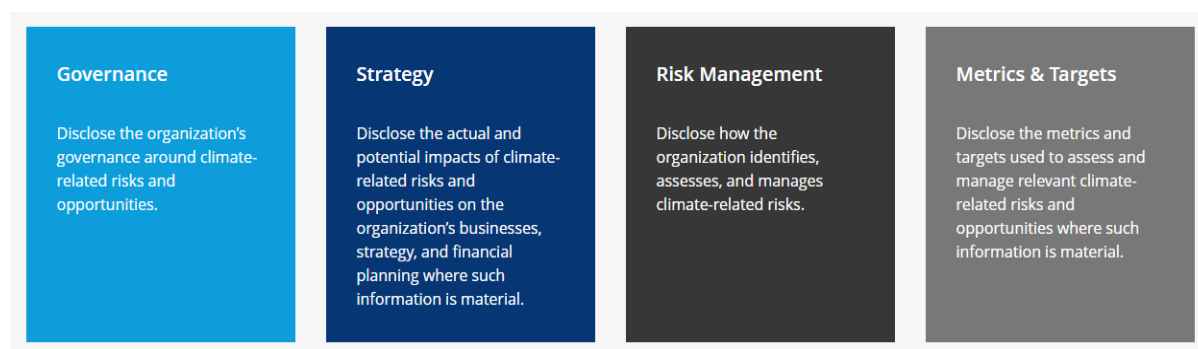 Governance
Disclose the organization's
governance around climate-
related risks and
opportunities.
Strategy
Disclose the actual and
potential impacts of climate-
related risks and
opportunities on the
organization's businesses,
strategy, and financial
planning where such
information is material.
Risk Management
Disclose how the
organization identifies,
assesses, and manages
climate-related risks.
Metrics & Targets
Disclose the metrics and
targets used to assess and
manage relevant climate-
related risks and
opportunities where such
information is material.